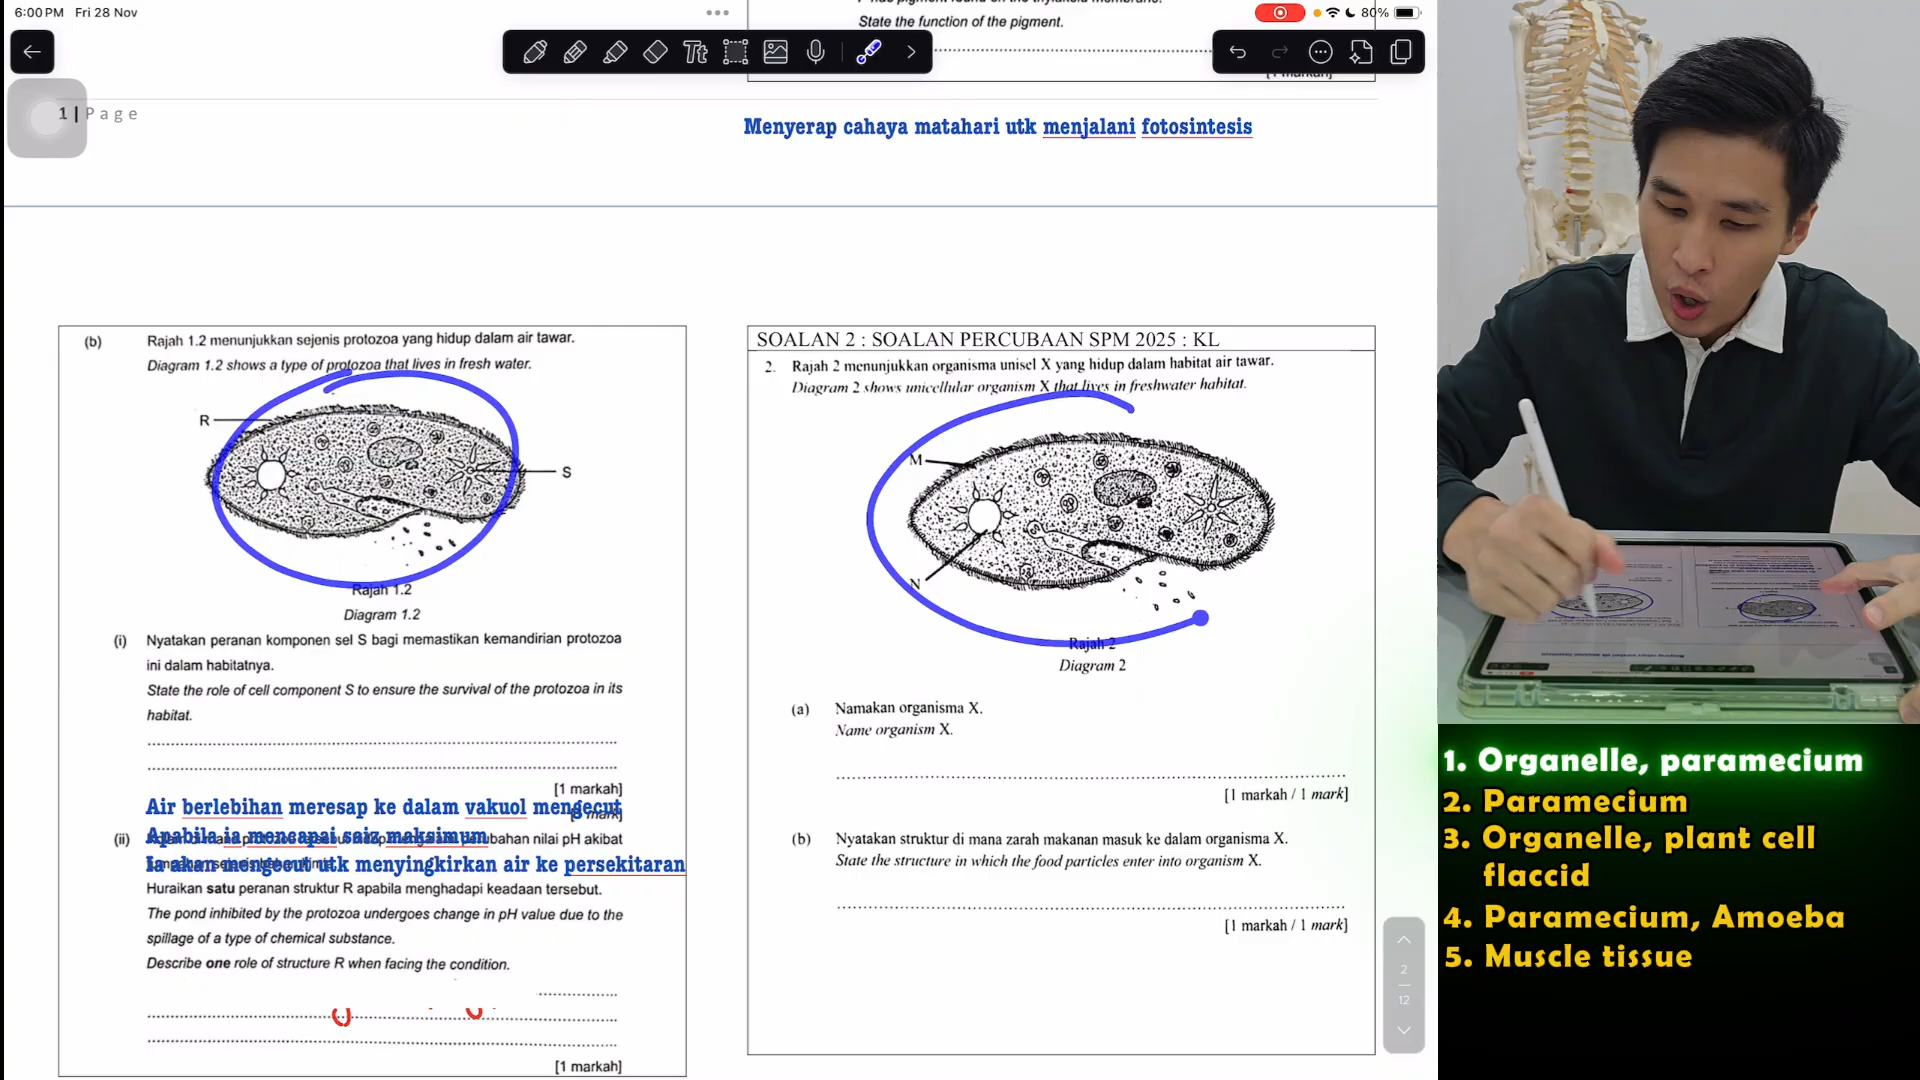 6:00 PM Fri 28 Nov
80%
State the function of the pigment.
Tt
1 | Page
Menyerap cahaya matahari utk menjalani fotosintesis
(b) Rajah 1.2 menunjukkan sejenis protozoa yang hidup dalam air tawar.
Diagram 1.2 shows a type of protozoa that lives in fresh water.
R
S
Rajah 1.2
Diagram 1.2
(i) Nyatakan peranan komponen sel S bagi memastikan kemandirian protozoa
ini dalam habitatnya.
State the role of cell component S to ensure the survival of the protozoa in its
habitat.
[1 markah]
Air berlebihan meresap ke dalam vakuol mengecut
Apabila ia mencapai saiz maksimum
(ii) perubahan nilai pH akibat
Ia akan mengecut utk menyingkirkan air ke persekitaran
Huraikan satu peranan struktur R apabila menghadapi keadaan tersebut.
The pond inhibited by the protozoa undergoes change in pH value due to the
spillage of a type of chemical substance.
Describe one role of structure R when facing the condition.
[1 markah]
SOALAN 2 : SOALAN PERCUBAAN SPM 2025 : KL
2. Rajah 2 menunjukkan organisma unisel X yang hidup dalam habitat air tawar.
Diagram 2 shows unicellular organism X that lives in freshwater habitat.
M
N
Rajah 2
Diagram 2
(a) Namakan organisma X.
Name organism X.
[1 markah / 1 mark]
(b) Nyatakan struktur di mana zarah makanan masuk ke dalam organisma X.
State the structure in which the food particles enter into organism X.
[1 markah / 1 mark]
2
12
1. Organelle, paramecium
2. Paramecium
3. Organelle, plant cell
flaccid
4. Paramecium, Amoeba
5. Muscle tissue